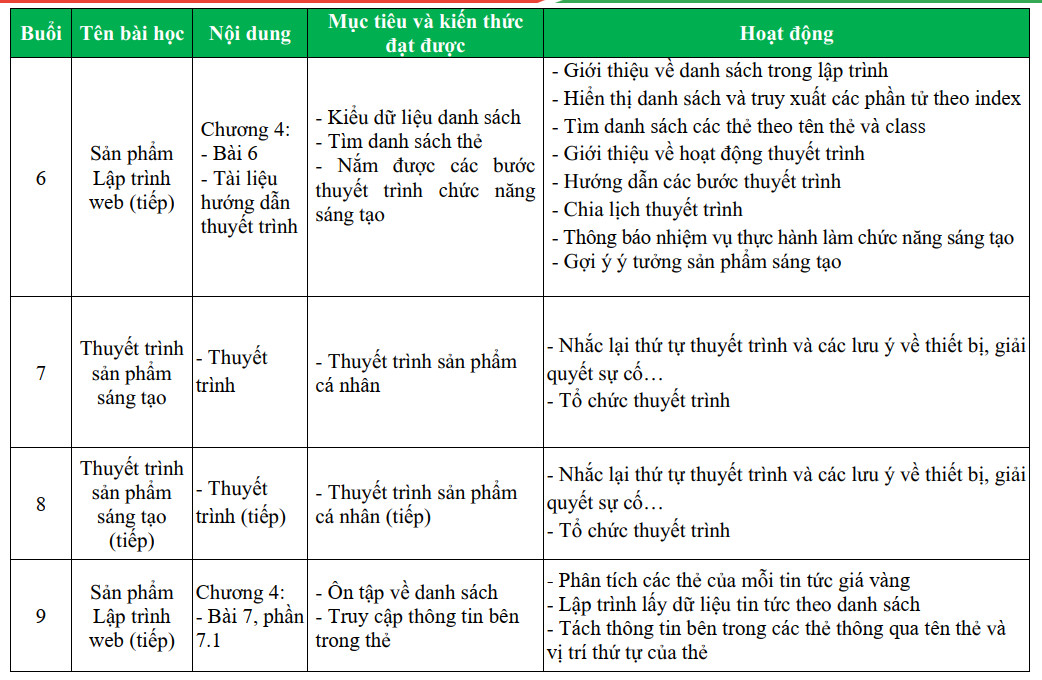 Buổi
Tên bài học
Nội dung
Mục tiêu và kiến thức
đạt được
Hoạt động
6
Sản phẩm
Lập trình
web (tiếp)
Chương 4:
- Bài 6
- Tài liệu
hướng dẫn
thuyết trình
- Kiểu dữ liệu danh sách
- Tìm danh sách thẻ
- Nắm được các bước
thuyết trình chức năng
sáng tạo
- Giới thiệu về danh sách trong lập trình
- Hiển thị danh sách và truy xuất các phần tử theo index
- Tìm danh sách các thẻ theo tên thẻ và class
- Giới thiệu về hoạt động thuyết trình
- Hướng dẫn các bước thuyết trình
- Chia lịch thuyết trình
- Thông báo nhiệm vụ thực hành làm chức năng sáng tạo
- Gợi ý ý tưởng sản phẩm sáng tạo
7
Thuyết trình
sản phẩm
sáng tạo
- Thuyết
trình
- Thuyết trình sản phẩm
cá nhân
- Nhắc lại thứ tự thuyết trình và các lưu ý về thiết bị, giải
quyết sự cố…
- Tổ chức thuyết trình
8
Thuyết trình
sản phẩm
sáng tạo
(tiếp)
- Thuyết
trình (tiếp)
- Thuyết trình sản phẩm
cá nhân (tiếp)
- Nhắc lại thứ tự thuyết trình và các lưu ý về thiết bị, giải
quyết sự cố…
- Tổ chức thuyết trình
9
Sản phẩm
Lập trình
web (tiếp)
Chương 4:
- Bài 7, phần
7.1
- Ôn tập về danh sách
- Truy cập thông tin bên
trong thẻ
- Phân tích các thẻ của mỗi tin tức giá vàng
- Lập trình lấy dữ liệu tin tức theo danh sách
- Tách thông tin bên trong các thẻ thông qua tên thẻ và
vị trí thứ tự của thẻ